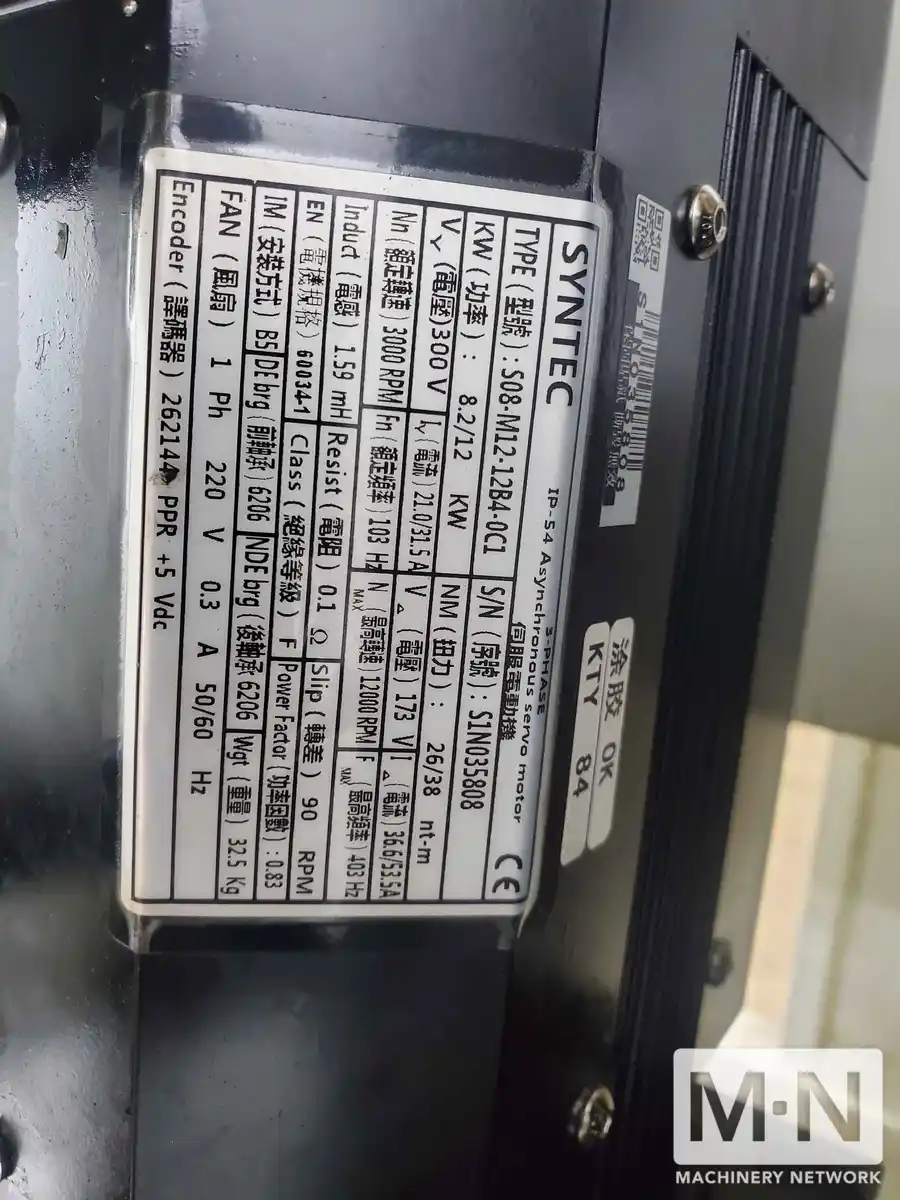 SYNTEC
3-PHASE
IP-54 Asynchronous servo motor
伺服電動機
CE
TYPE(型號):S08-M12-12B4-0C1 S/N(序號):S1N035808
KW(功率): 8.2/12 KW NM(扭力): 26/38 nt-m
VY(電壓)300 V IY(電流)21.0/31.5A V△(電壓)173 V I△(電流)36.6/53.5A
Nn(額定轉速)3000 RPM Fn(額定頻率)103 Hz NMAX(最高轉速)12000 RPM FMAX(最高頻率)403 Hz
Induct(電感) 1.59 mH Resist(電阻) 0.1 Ω Slip(轉差) 90 RPM
EN(電機規格) 60034-1 Class(絕緣等級) F Power Factor(功率因數):0.83
IM(安裝方式) B5 DE brg(前軸承)6206 NDE brg(後軸承6206 Wgt(重量) 32.5 Kg
FAN(風扇) 1 Ph 220 V 0.3 A 50/60 Hz
Encoder(譯碼器)262144 PPR +5 Vdc
涂胶 OK
KTY 84
M·N
MACHINERY NETWORK